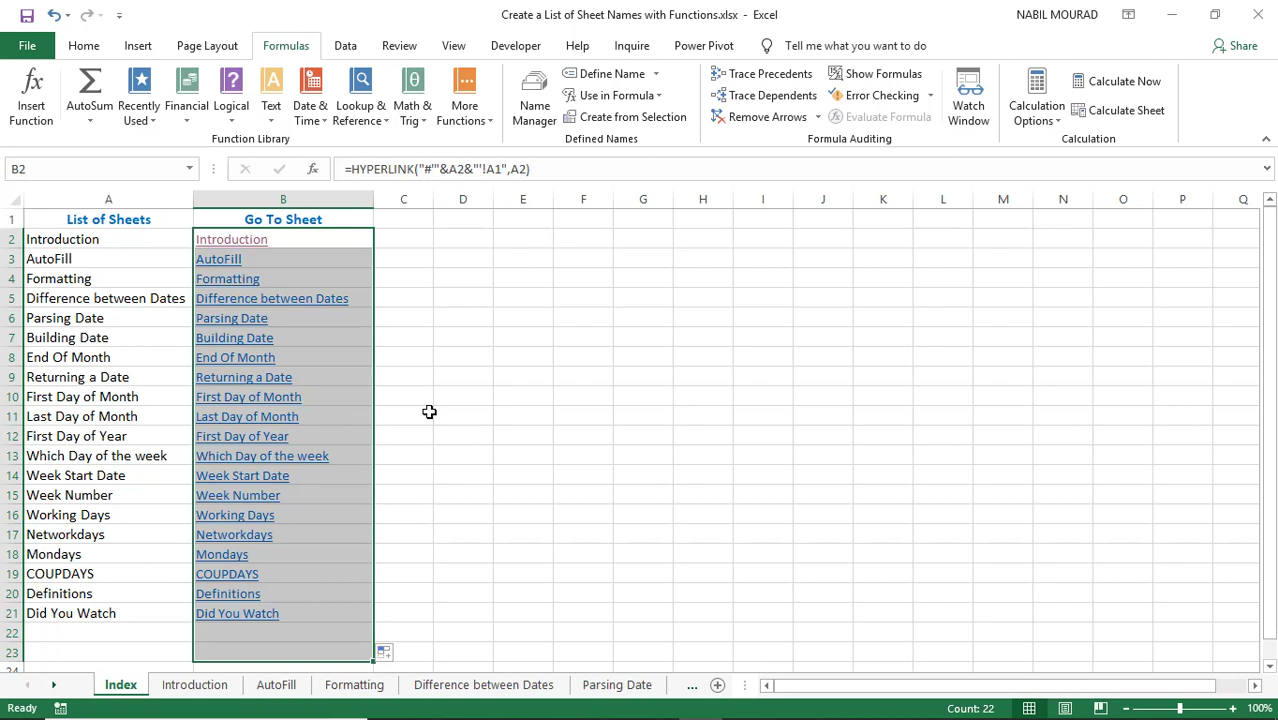 Create a List of Sheet Names with Functions.xlsx - Excel
NABIL MOURAD
File Home Insert Page Layout Formulas Data Review View Developer Help Inquire Power Pivot Tell me what you want to do Share
Insert Function
AutoSum
Recently Used
Financial
Logical
Text
Date & Time
Lookup & Reference
Math & Trig
More Functions
Function Library
Name Manager
Define Name
Use in Formula
Create from Selection
Defined Names
Trace Precedents
Trace Dependents
Remove Arrows
Show Formulas
Error Checking
Evaluate Formula
Formula Auditing
Watch Window
Calculation Options
Calculate Now
Calculate Sheet
Calculation
B2 fx =HYPERLINK("#'"&A2&"'!A1",A2)
A B C D E F G H I J K L M N O P Q
1 List of Sheets Go To Sheet
2 Introduction Introduction
3 AutoFill AutoFill
4 Formatting Formatting
5 Difference between Dates Difference between Dates
6 Parsing Date Parsing Date
7 Building Date Building Date
8 End Of Month End Of Month
9 Returning a Date Returning a Date
10 First Day of Month First Day of Month
11 Last Day of Month Last Day of Month
12 First Day of Year First Day of Year
13 Which Day of the week Which Day of the week
14 Week Start Date Week Start Date
15 Week Number Week Number
16 Working Days Working Days
17 Networkdays Networkdays
18 Mondays Mondays
19 COUPDAYS COUPDAYS
20 Definitions Definitions
21 Did You Watch Did You Watch
22
23
24
Index Introduction AutoFill Formatting Difference between Dates Parsing Date ...
Ready Count: 22 100%